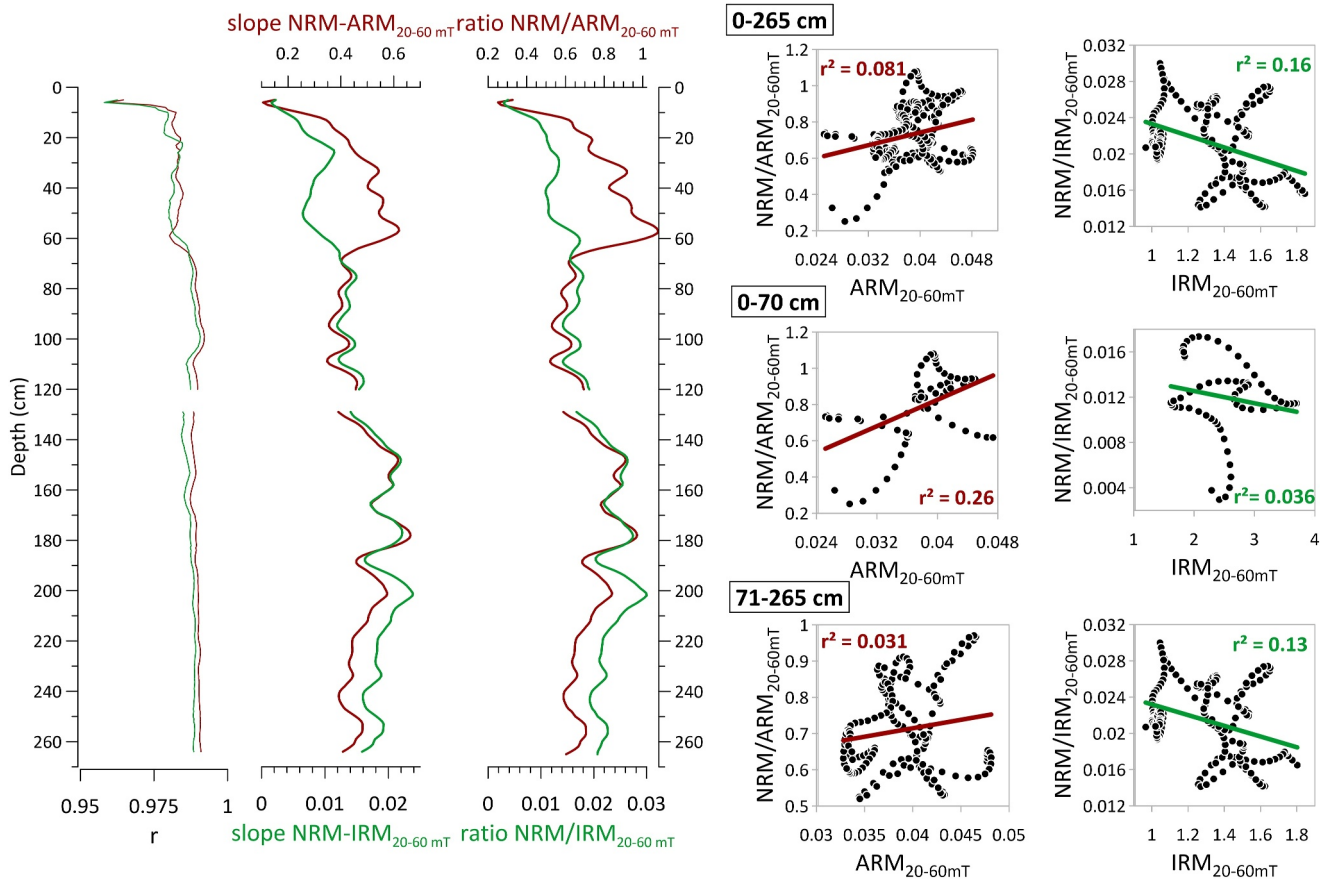 slope NRM-ARM20-60 mT ratio NRM/ARM20-60 mT
0.2 0.4 0.6 0.2 0.4 0.6 0.8 1
Depth (cm)
0 0
20 20
40 40
60 60
80 80
100 100
120 120
140 140
160 160
180 180
200 200
220 220
240 240
260 260
0.95 0.975 1 0 0.01 0.02 0 0.01 0.02 0.03
r slope NRM-IRM20-60 mT ratio NRM/IRM20-60 mT
0-265 cm
NRM/ARM20-60mT
1.2
1
0.8
0.6
0.4
0.2
r² = 0.081
0.024 0.032 0.04 0.048
ARM20-60mT
NRM/IRM20-60mT
0.032
0.028
0.024
0.02
0.016
0.012
r² = 0.16
1 1.2 1.4 1.6 1.8
IRM20-60mT
0-70 cm
NRM/ARM20-60mT
1.2
1
0.8
0.6
0.4
0.2
r² = 0.26
0.024 0.032 0.04 0.048
ARM20-60mT
NRM/IRM20-60mT
0.016
0.012
0.008
0.004
r² = 0.036
1 2 3 4
IRM20-60mT
71-265 cm
NRM/ARM20-60mT
1
0.9
0.8
0.7
0.6
0.5
r² = 0.031
0.03 0.035 0.04 0.045 0.05
ARM20-60mT
NRM/IRM20-60mT
0.032
0.028
0.024
0.02
0.016
0.012
r² = 0.13
1 1.2 1.4 1.6 1.8
IRM20-60mT